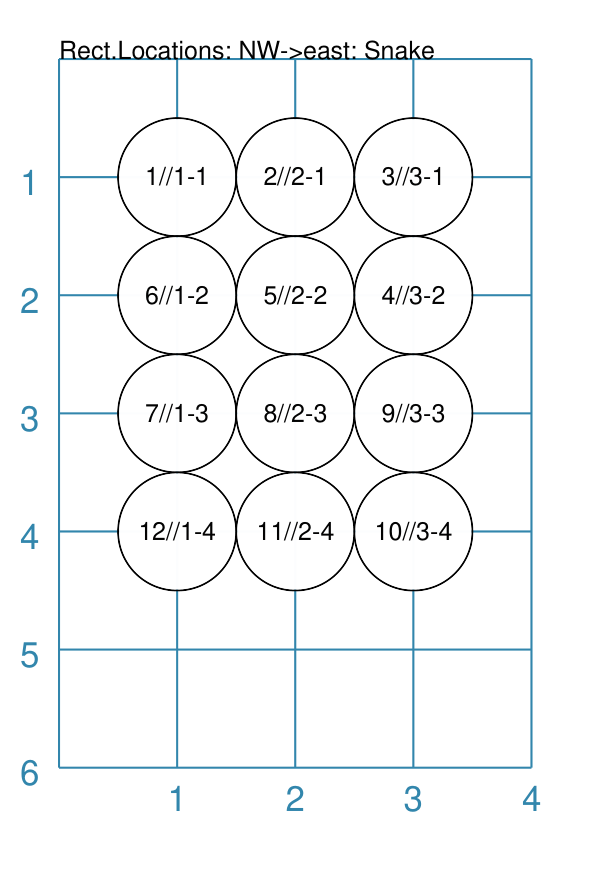 Rect.Locations: NW->east: Snake
1 1//1-1 2//2-1 3//3-1
2 6//1-2 5//2-2 4//3-2
3 7//1-3 8//2-3 9//3-3
4 12//1-4 11//2-4 10//3-4
5
6
1 2 3 4